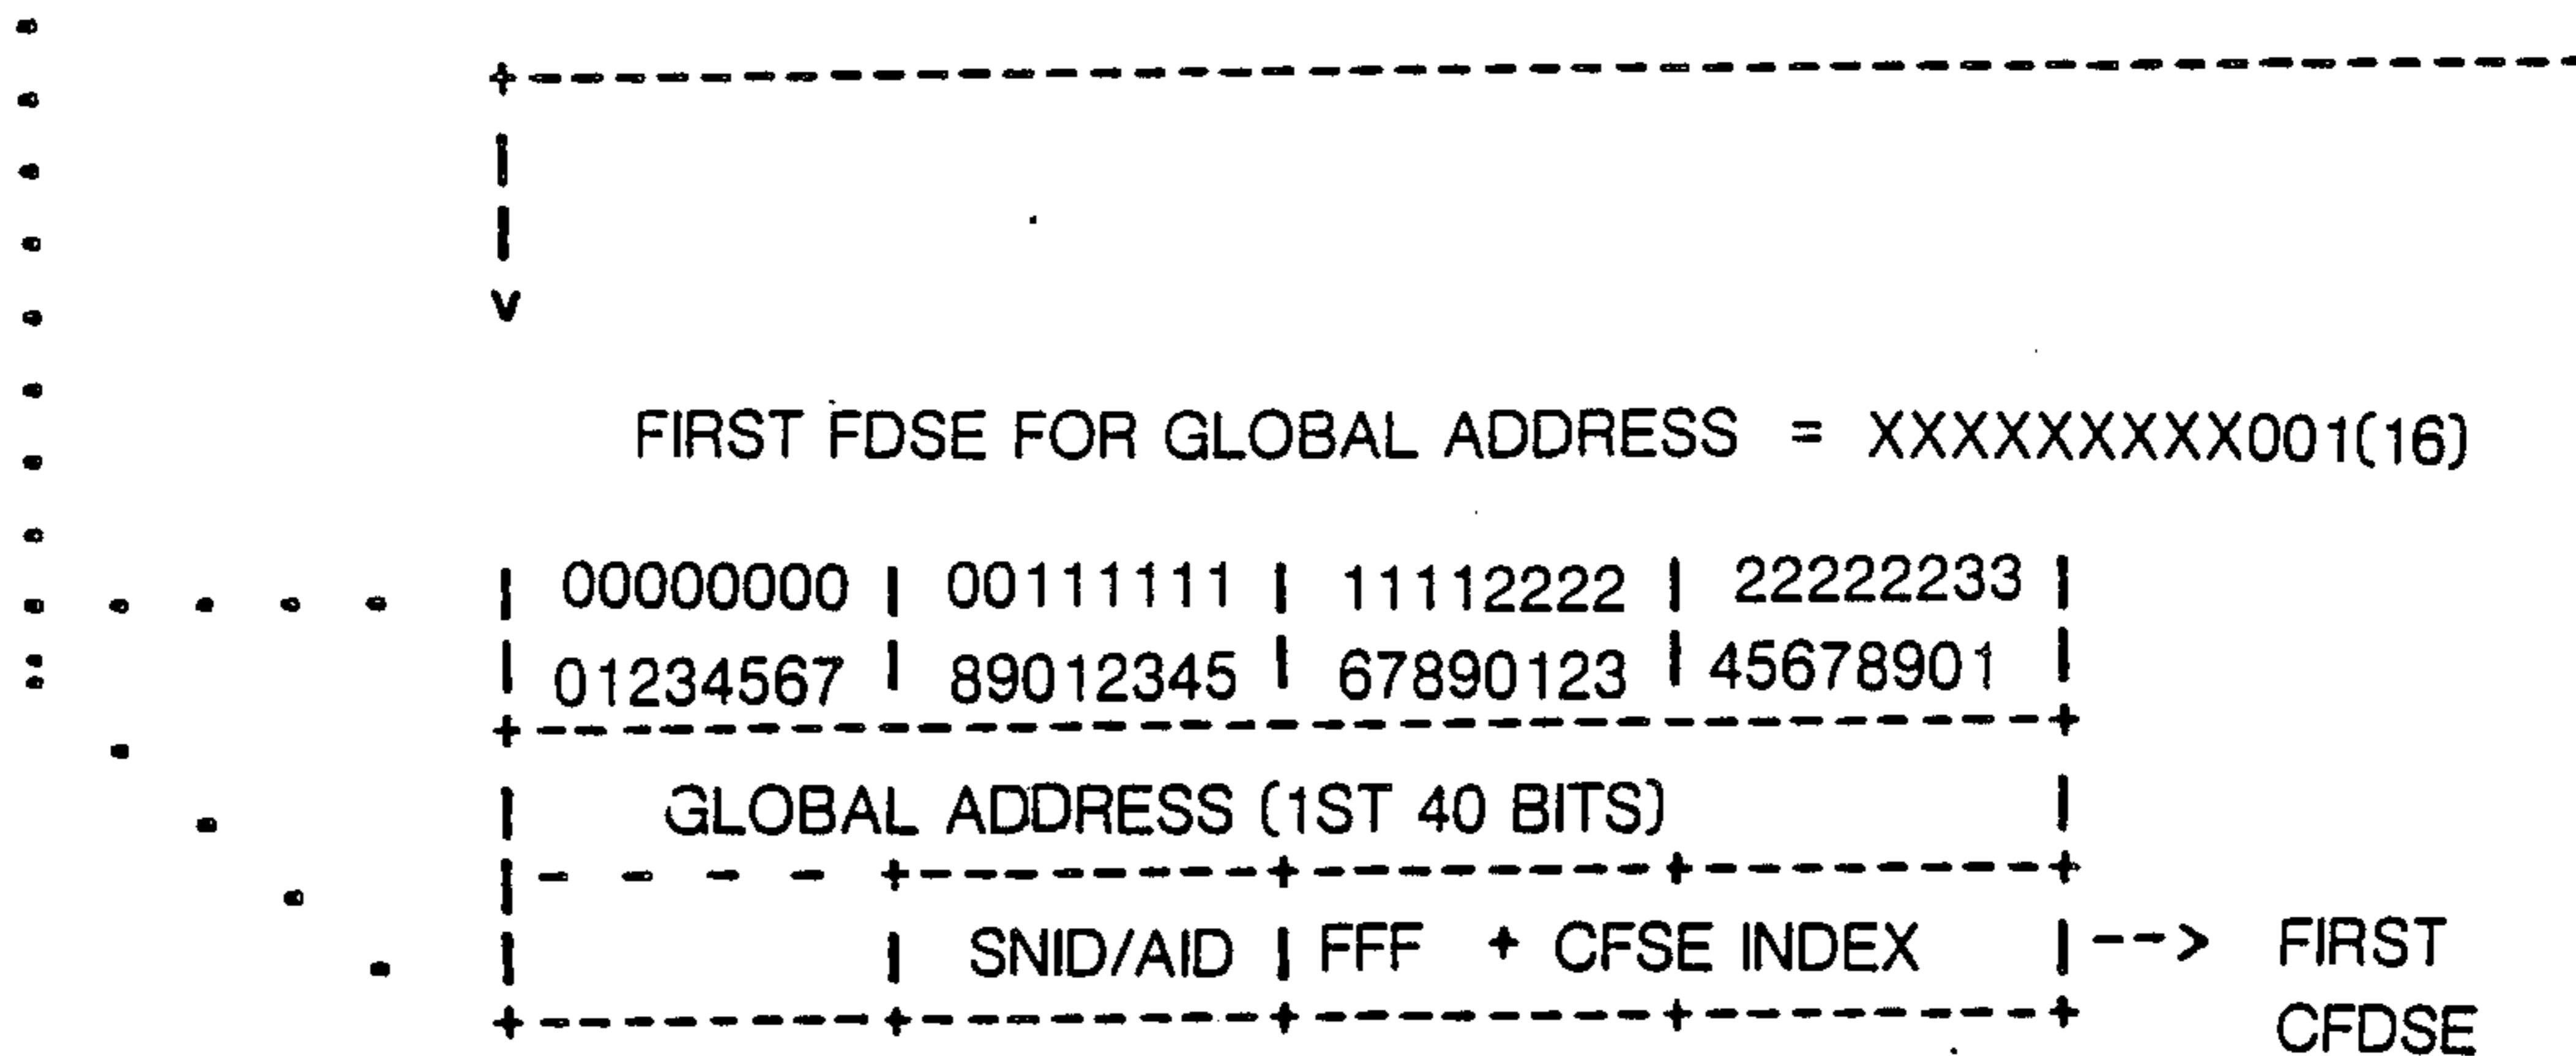 FIRST FDSE FOR GLOBAL ADDRESS = XXXXXXXXX001(16)
| 00000000 | 00111111 | 11112222 | 22222233 |
| 01234567 | 89012345 | 67890123 | 45678901 |
GLOBAL ADDRESS (1ST 40 BITS)
| | SNID/AID | FFF + CFSE INDEX | --> FIRST
CFDSE